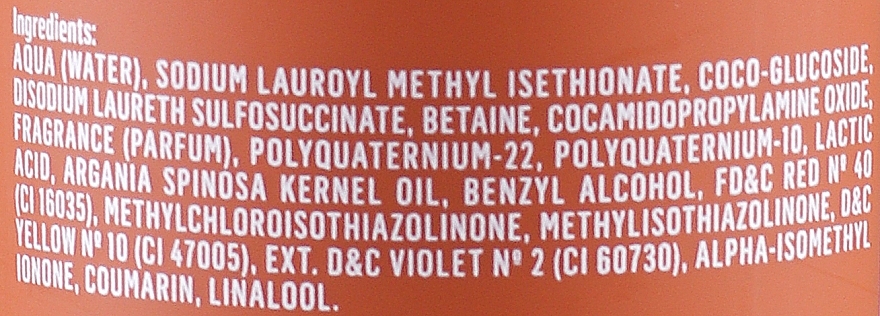 Ingredients:
AQUA (WATER), SODIUM LAUROYL METHYL ISETHIONATE, COCO-GLUCOSIDE,
DISODIUM LAURETH SULFOSUCCINATE, BETAINE, COCAMIDOPROPYLAMINE OXIDE,
FRAGRANCE (PARFUM), POLYQUATERNIUM-22, POLYQUATERNIUM-10, LACTIC
ACID, ARGANIA SPINOSA KERNEL OIL, BENZYL ALCOHOL, FD&C RED Nº 40
(CI 16035), METHYLCHLOROISOTHIAZOLINONE, METHYLISOTHIAZOLINONE, D&C
YELLOW Nº 10 (CI 47005), EXT. D&C VIOLET Nº 2 (CI 60730), ALPHA-ISOMETHYL
IONONE, COUMARIN, LINALOOL.